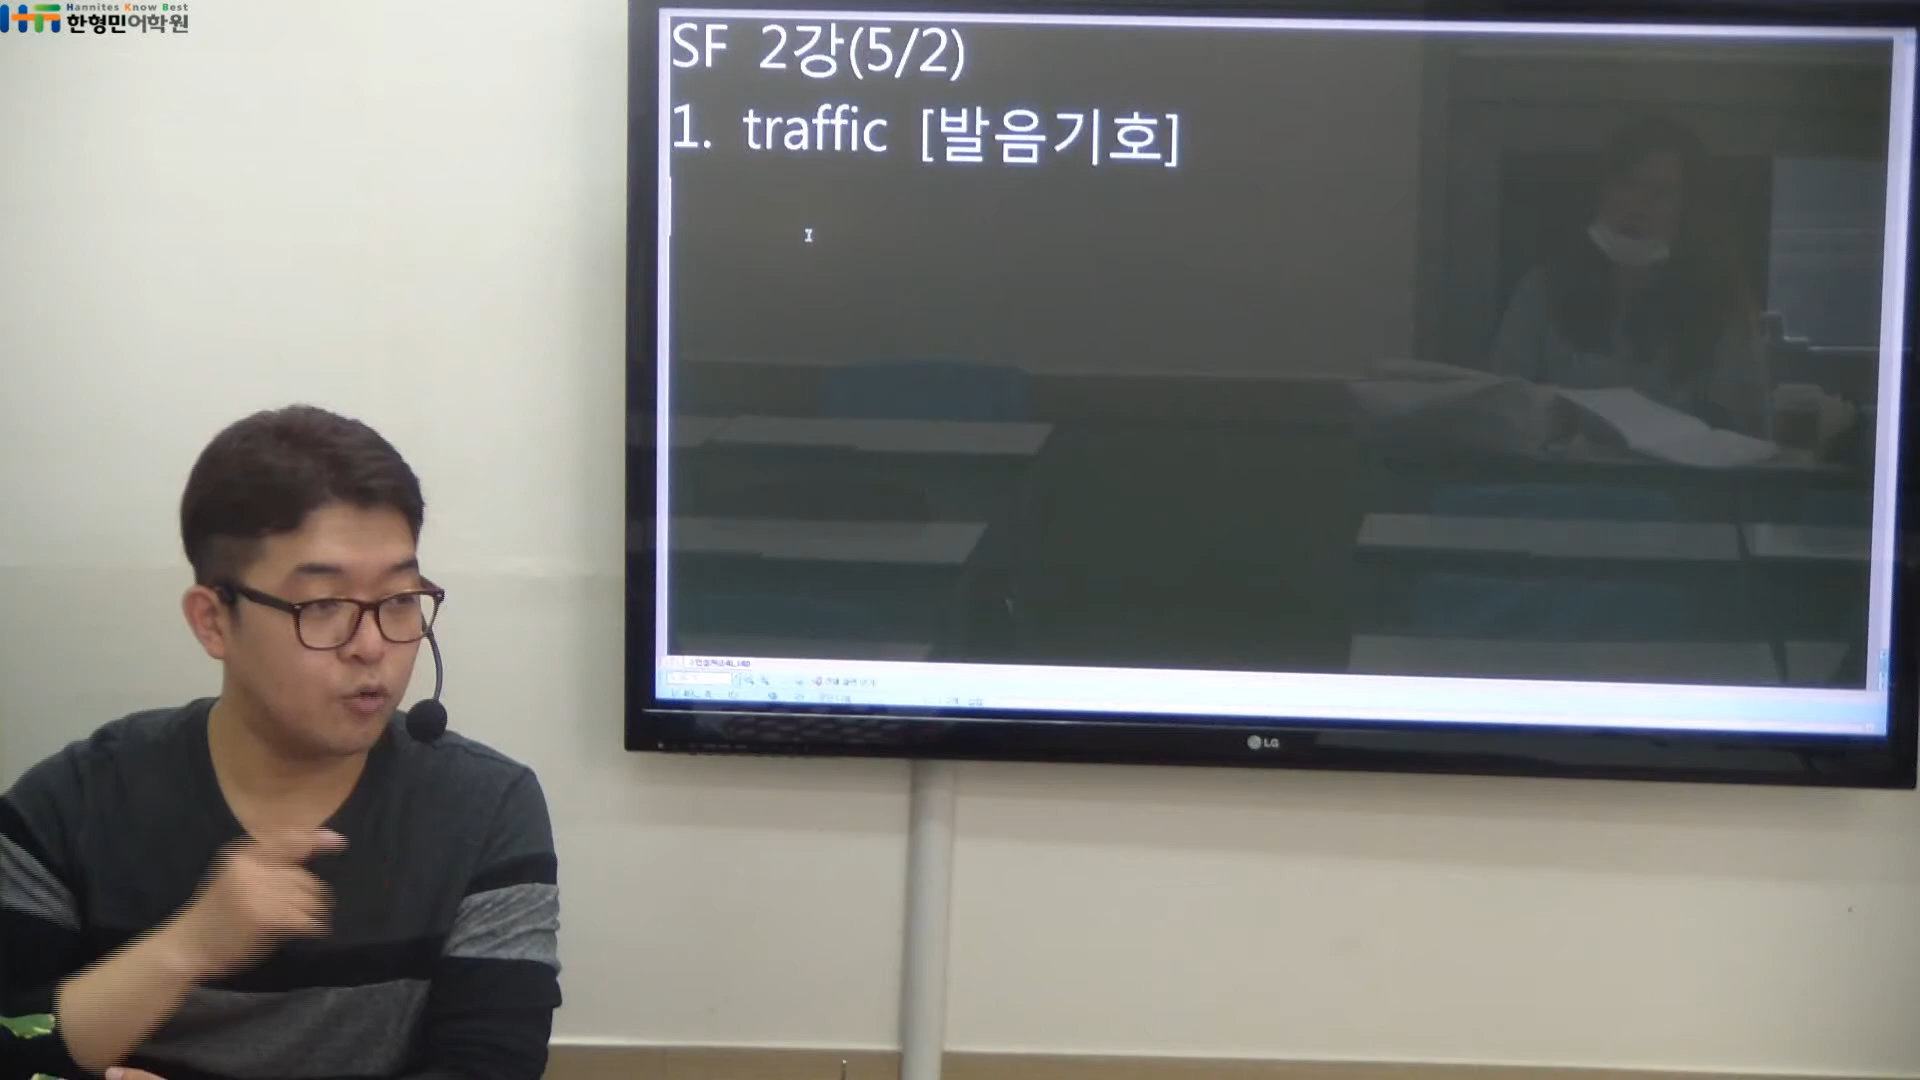 Hannites Know Best
한형민어학원
SF 2강(5/2)
1. traffic [발음기호]
LG